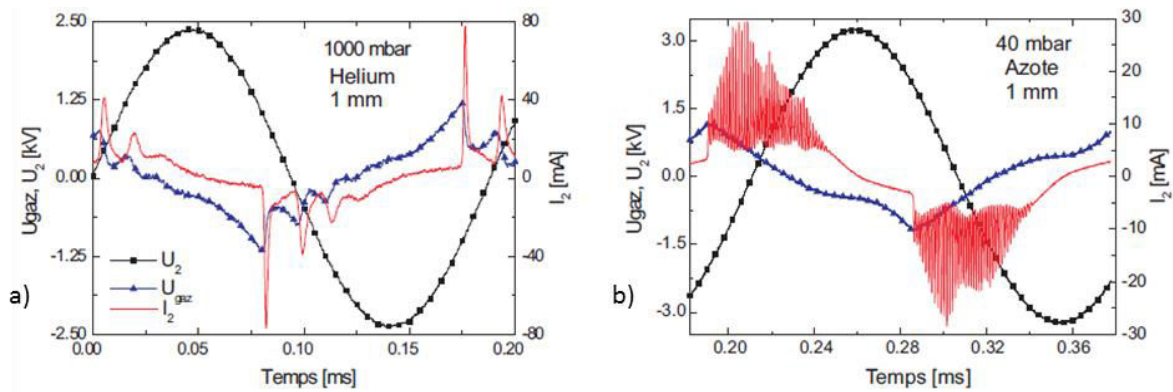 2.50
1.25
0.00
-1.25
-2.50
Ugaz, U2 [kV]
1000 mbar
Helium
1 mm
U2
Ugaz
I2
80
40
0
-40
-80
I2 [mA]
0.00 0.05 0.10 0.15 0.20
Temps [ms]
a)
3.0
1.5
0.0
-1.5
-3.0
Ugaz, U2 [kV]
40 mbar
Azote
1 mm
30
20
10
0
-10
-20
-30
I2 [mA]
0.20 0.24 0.28 0.32 0.36
Temps [ms]
b)